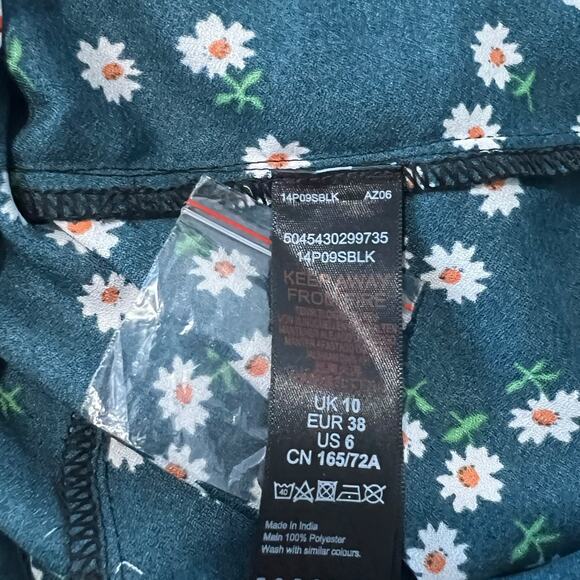 14P09SBLK AZ06
5045430299735
14P09SBLK
KEEP AWAY
FROM FIRE
UK 10
EUR 38
US 6
CN 165/72A
40
Made in India
Main 100% Polyester
Wash with similar colours.